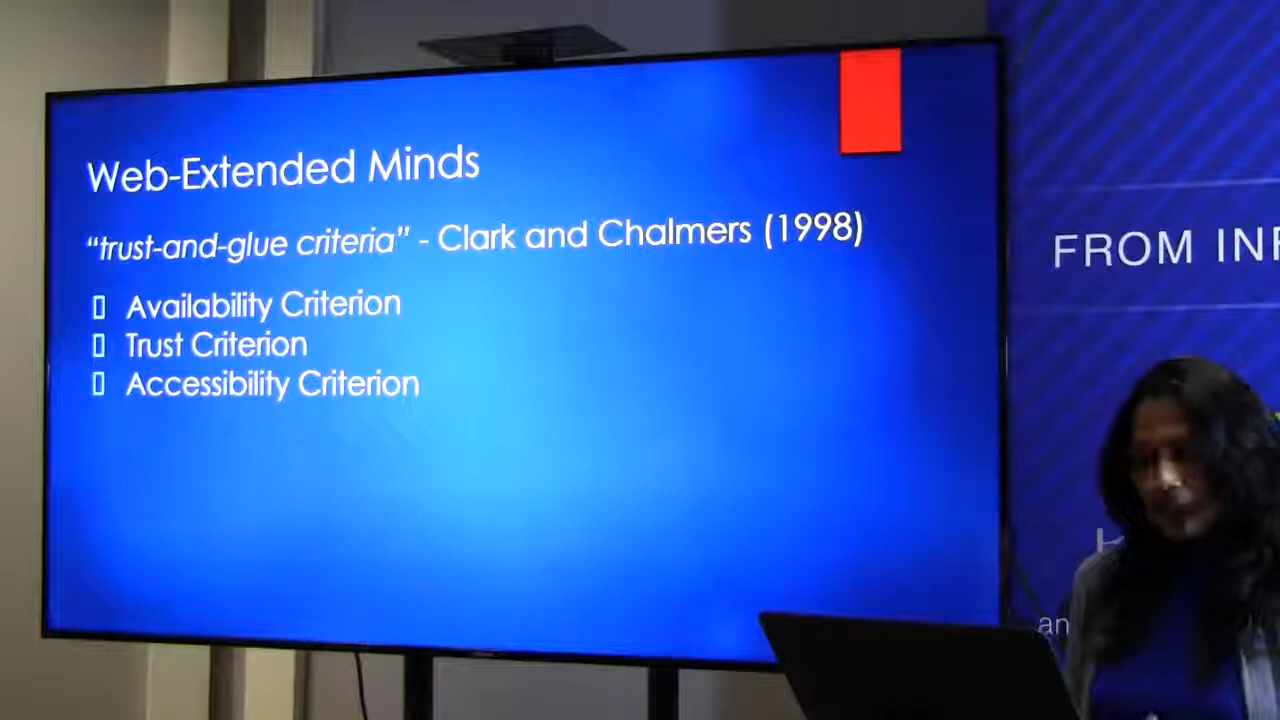 Web-Extended Minds
“trust-and-glue criteria” - Clark and Chalmers (1998)
Availability Criterion
Trust Criterion
Accessibility Criterion
FROM
an